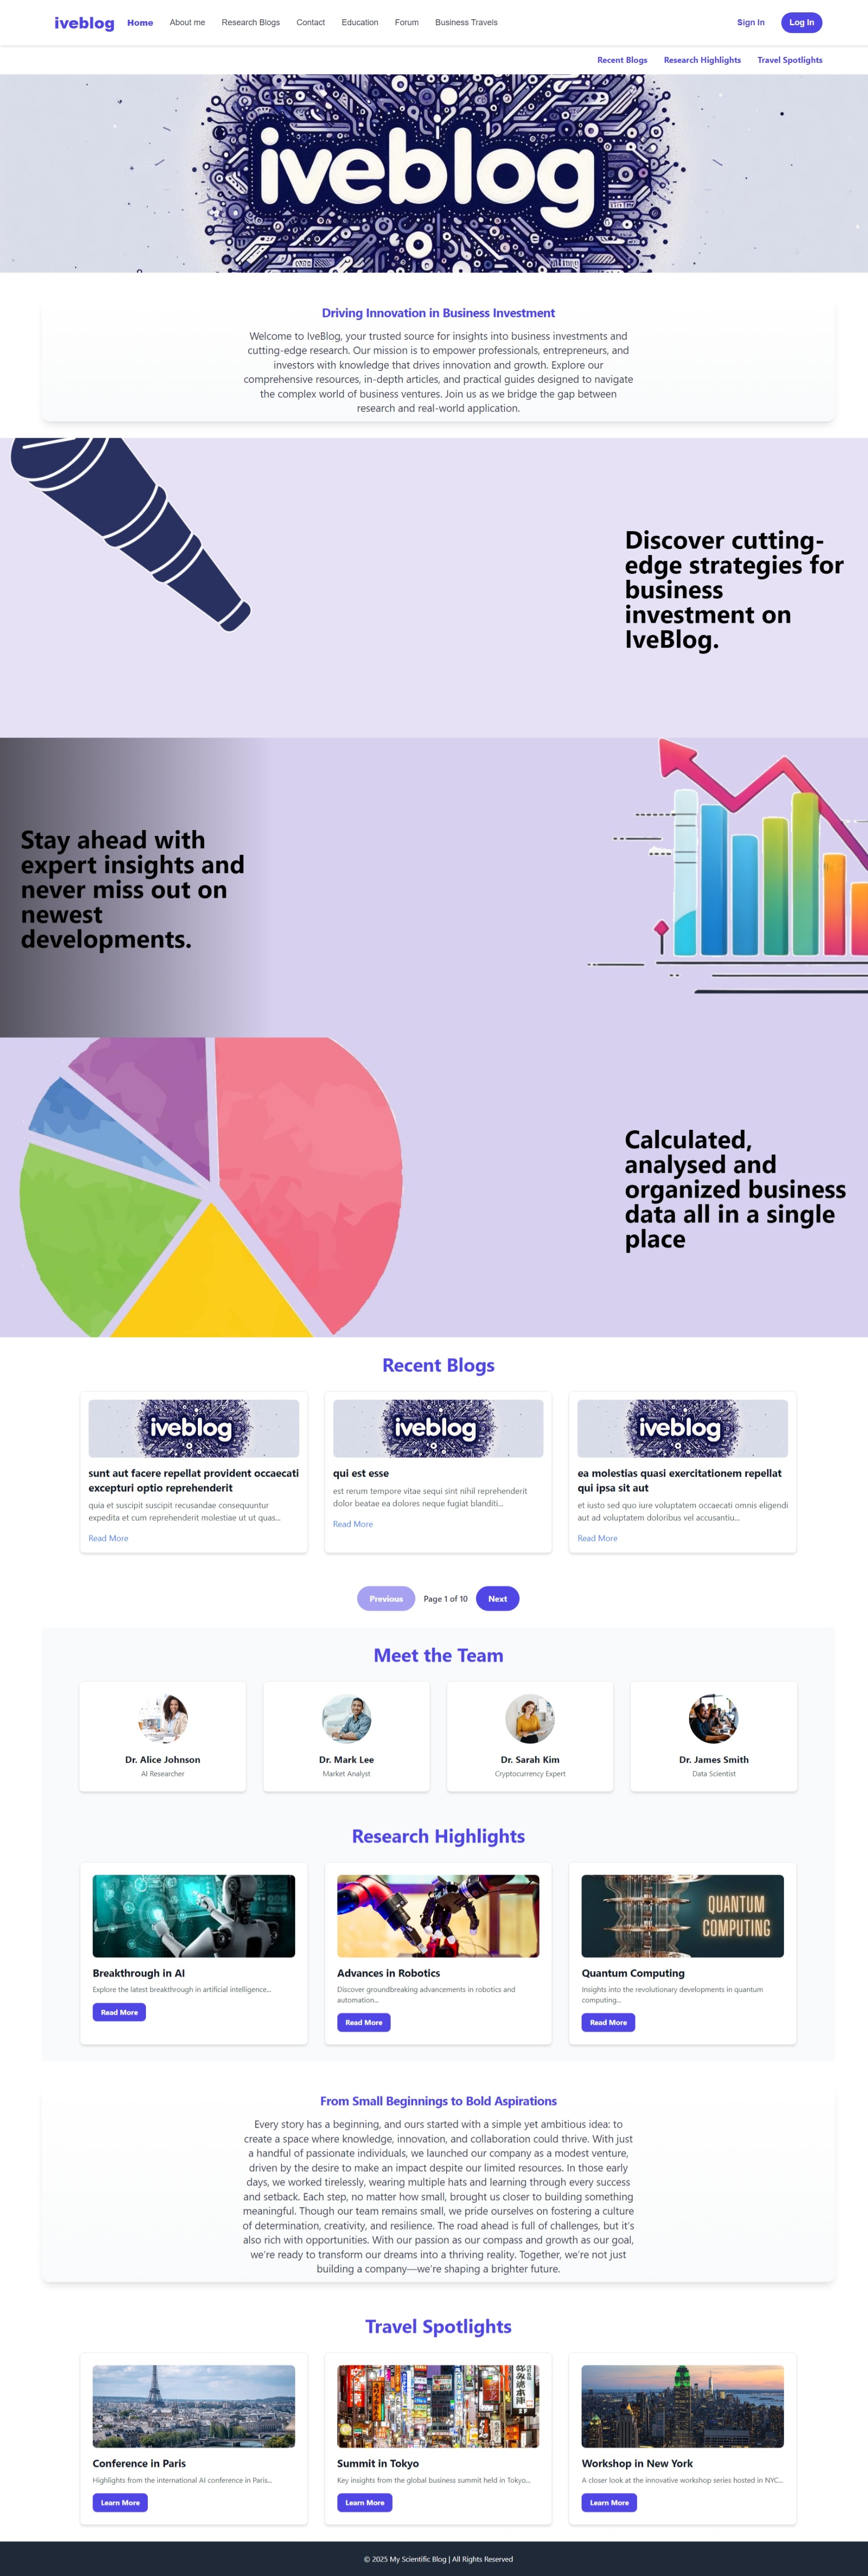 iveblog Home About me Research Blogs Contact Education Forum Business Travels Sign In Log In
Recent Blogs Research Highlights Travel Spotlights
iveblog
Driving Innovation in Business Investment
Welcome to IveBlog, your trusted source for insights into business investments and
cutting-edge research. Our mission is to empower professionals, entrepreneurs, and
investors with knowledge that drives innovation and growth. Explore our
comprehensive resources, in-depth articles, and practical guides designed to navigate
the complex world of business ventures. Join us as we bridge the gap between
research and real-world application.
Discover cutting-
edge strategies for
business
investment on
IveBlog.
Stay ahead with
expert insights and
never miss out on
newest
developments.
Calculated,
analysed and
organized business
data all in a single
place
Recent Blogs
iveblog
sunt aut facere repellat provident occaecati
excepturi optio reprehenderit
quia et suscipit suscipit recusandae consequuntur
expedita et cum reprehenderit molestiae ut ut quas...
Read More
iveblog
qui est esse
est rerum tempore vitae sequi sint nihil reprehenderit
dolor beatae ea dolores neque fugiat blanditi...
Read More
iveblog
ea molestias quasi exercitationem repellat
qui ipsa sit aut
et iusto sed quo iure voluptatem occaecati omnis eligendi
aut ad voluptatem doloribus vel accusantiu...
Read More
Previous Page 1 of 10 Next
Meet the Team
Dr. Alice Johnson
AI Researcher
Dr. Mark Lee
Market Analyst
Dr. Sarah Kim
Cryptocurrency Expert
Dr. James Smith
Data Scientist
Research Highlights
Breakthrough in AI
Explore the latest breakthrough in artificial intelligence...
Read More
Advances in Robotics
Discover groundbreaking advancements in robotics and
automation...
Read More
QUANTUM
COMPUTING
Quantum Computing
Insights into the revolutionary developments in quantum
computing...
Read More
From Small Beginnings to Bold Aspirations
Every story has a beginning, and ours started with a simple yet ambitious idea: to
create a space where knowledge, innovation, and collaboration could thrive. With just
a handful of passionate individuals, we launched our company as a modest venture,
driven by the desire to make an impact despite our limited resources. In those early
days, we worked tirelessly, wearing multiple hats and learning through every success
and setback. Each step, no matter how small, brought us closer to building something
meaningful. Though our team remains small, we pride ourselves on fostering a culture
of determination, creativity, and resilience. The road ahead is full of challenges, but it's
also rich with opportunities. With our passion as our compass and growth as our goal,
we're ready to transform our dreams into a thriving reality. Together, we're not just
building a company—we're shaping a brighter future.
Travel Spotlights
Conference in Paris
Highlights from the international AI conference in Paris...
Learn More
Summit in Tokyo
Key insights from the global business summit held in Tokyo...
Learn More
Workshop in New York
A closer look at the innovative workshop series hosted in NYC...
Learn More
© 2025 My Scientific Blog | All Rights Reserved